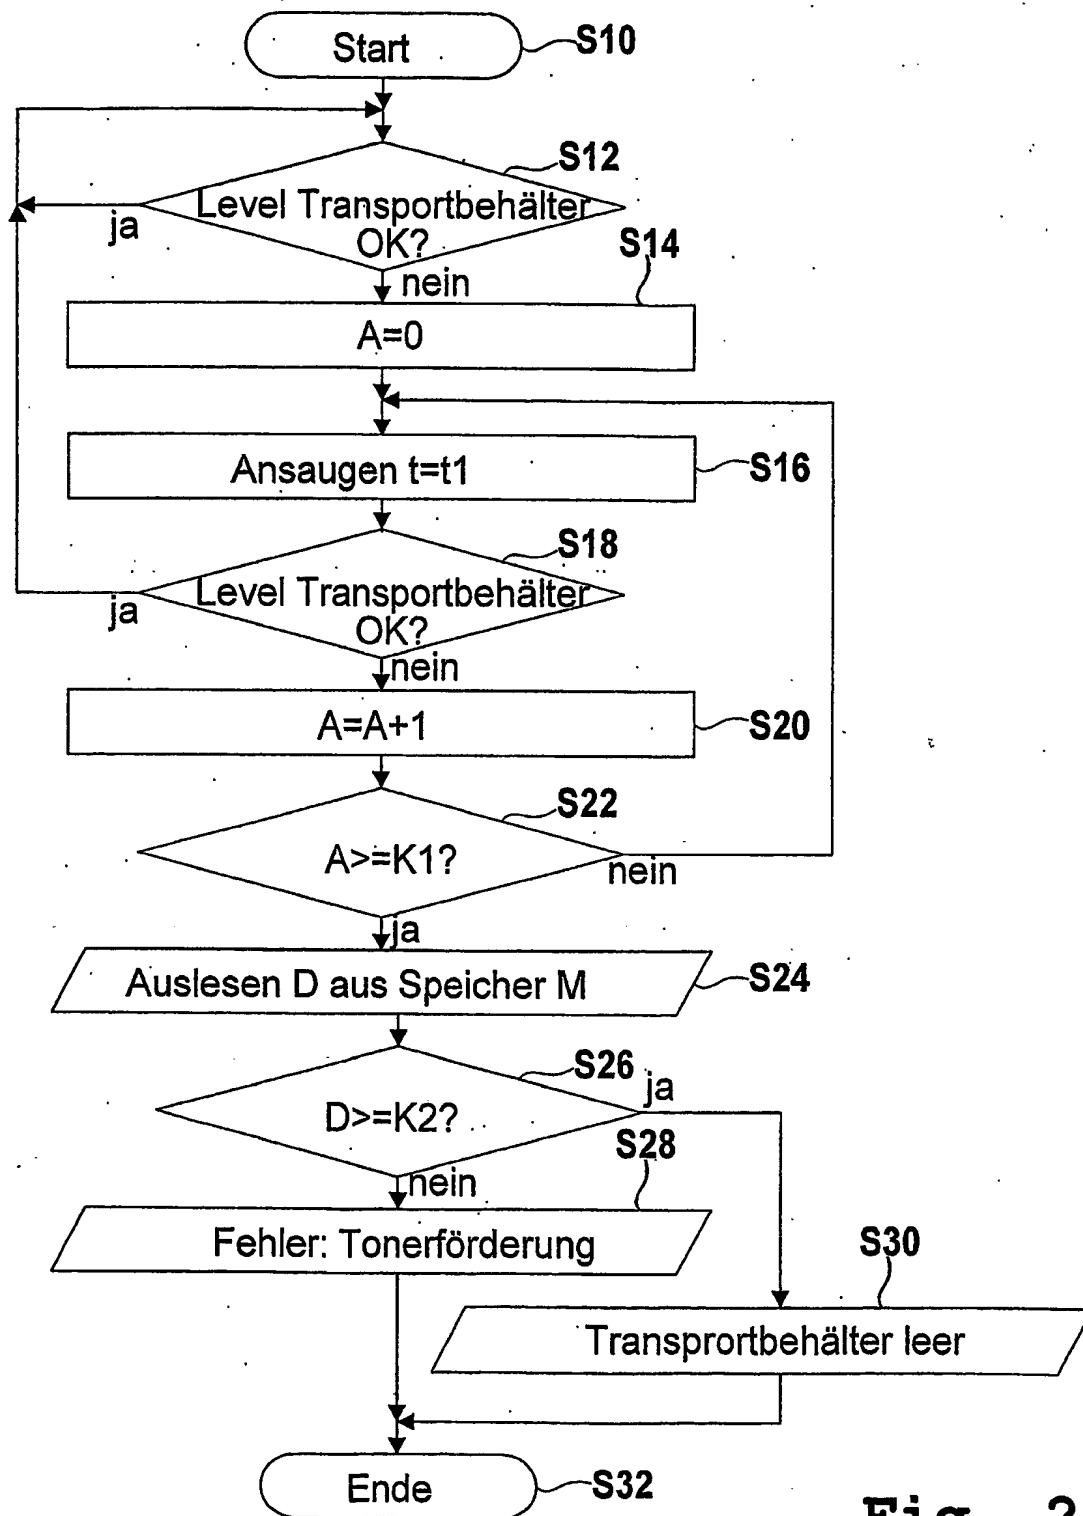 Start
S10
S12
Level Transportbehälter
OK?
ja
nein
S14
A=0
Ansaugen t=t1
S16
S18
Level Transportbehälter
OK?
ja
nein
A=A+1
S20
S22
A>=K1?
nein
ja
Auslesen D aus Speicher M
S24
S26
ja
D>=K2?
S28
nein
Fehler: Tonerförderung
S30
Transprortbehälter leer
Ende
S32
Fig. 2